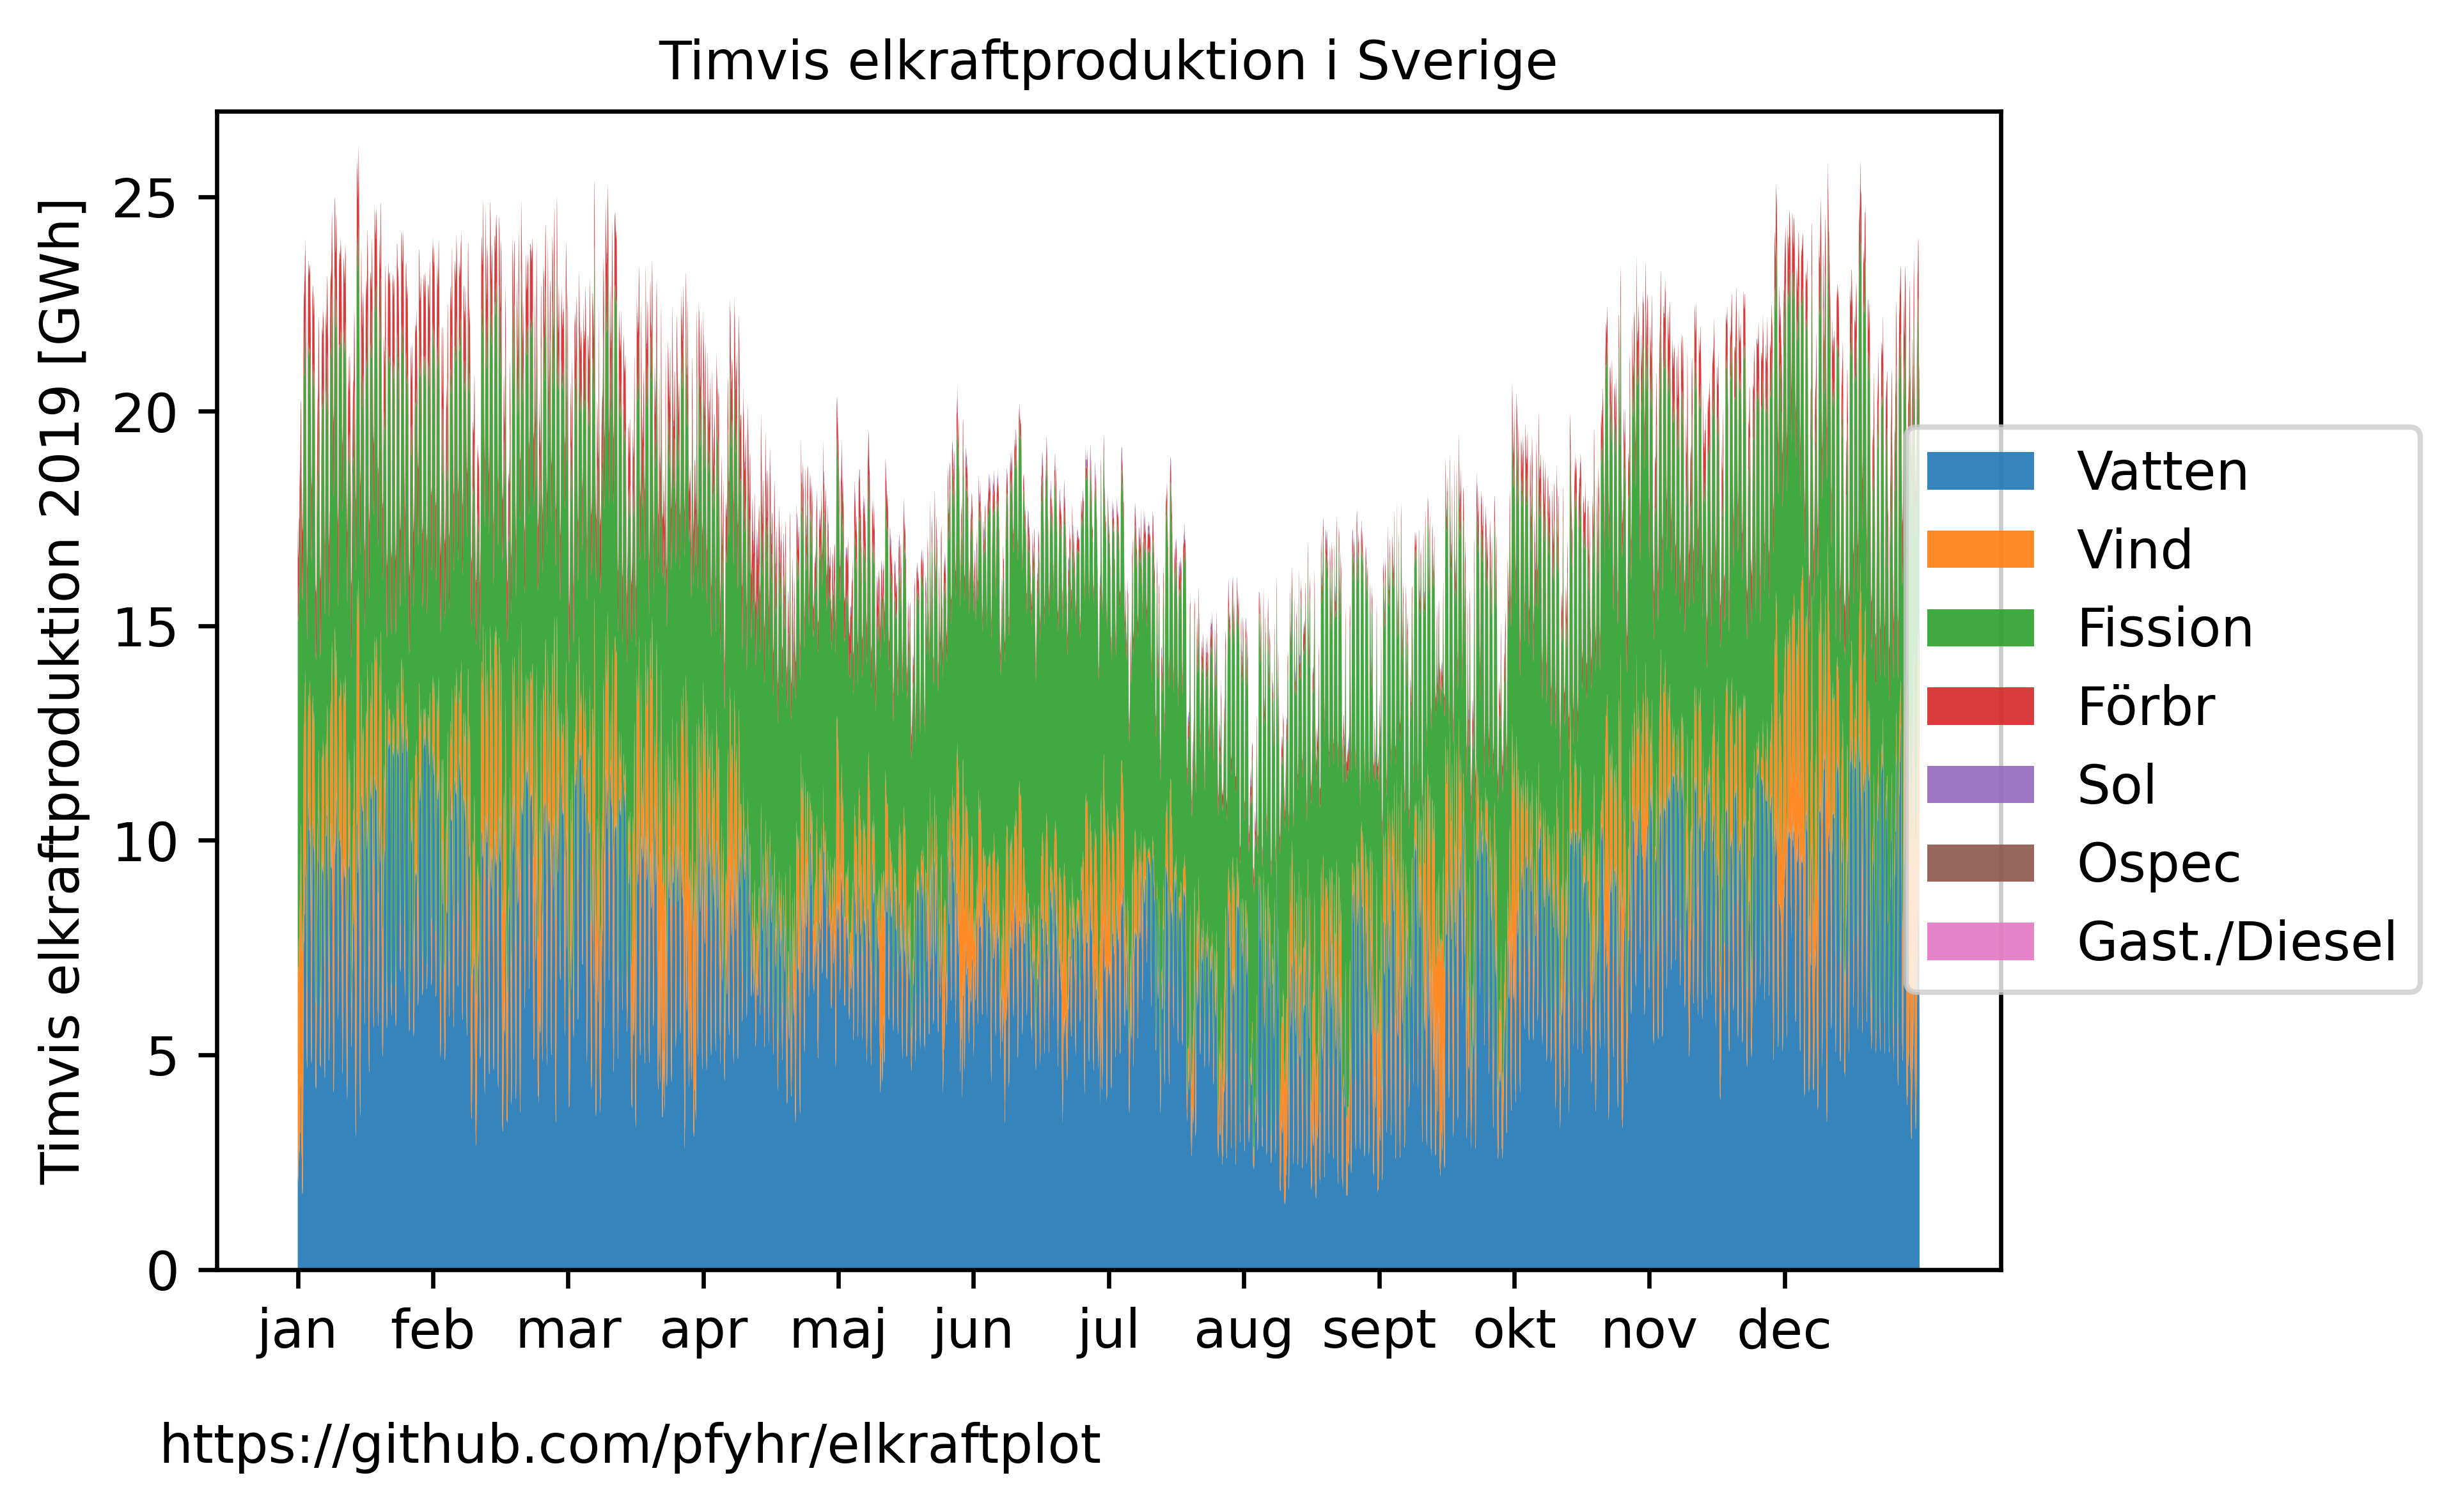 Timvis elkraftproduktion i Sverige
Timvis elkraftproduktion 2019 [GWh]
25
20
15
10
5
0
jan feb mar apr maj jun jul aug sept okt nov dec
Vatten
Vind
Fission
Förbr
Sol
Ospec
Gast./Diesel
https://github.com/pfyhr/elkraftplot